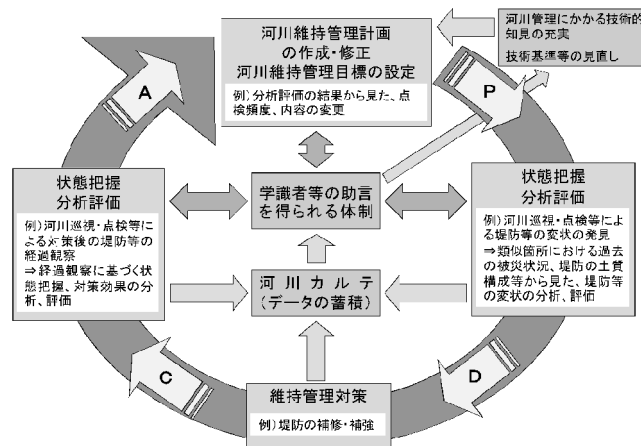 河川維持管理計画
の作成・修正
河川維持管理目標の設定
例)分析評価の結果から見た、点
検頻度、内容の変更
河川管理にかかる技術的
知見の充実
技術基準等の見直し
A
P
状態把握
分析評価
例)河川巡視・点検等に
よる対策後の堤防等の
経過観察
⇒経過観察に基づく状
態把握、対策効果の分
析、評価
学識者等の助言
を得られる体制
状態把握
分析評価
例)河川巡視・点検等によ
る堤防等の変状の発見
⇒類似箇所における過去
の被災状況、堤防の土質
構成等から見た、堤防等
の変状の分析、評価
河川カルテ
(データの蓄積)
C
D
維持管理対策
例)堤防の補修・補強